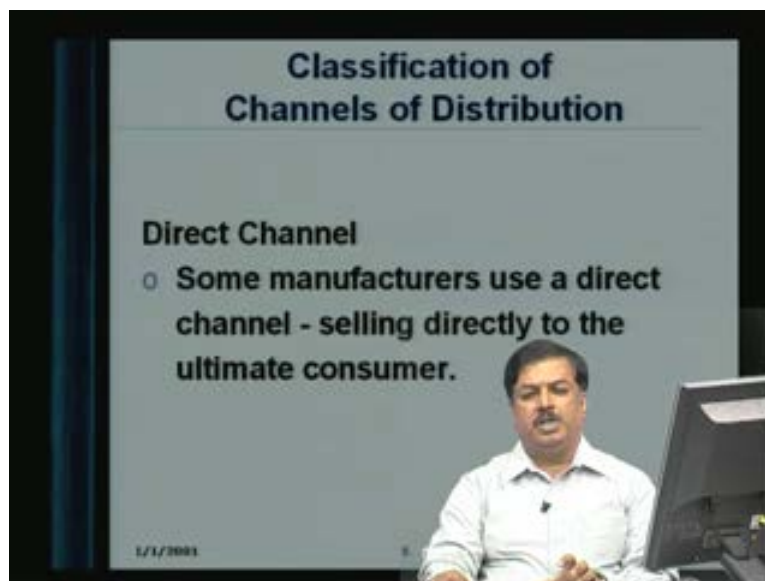 Classification of
Channels of Distribution
Direct Channel
o Some manufacturers use a direct
channel - selling directly to the
ultimate consumer.
1/1/2001